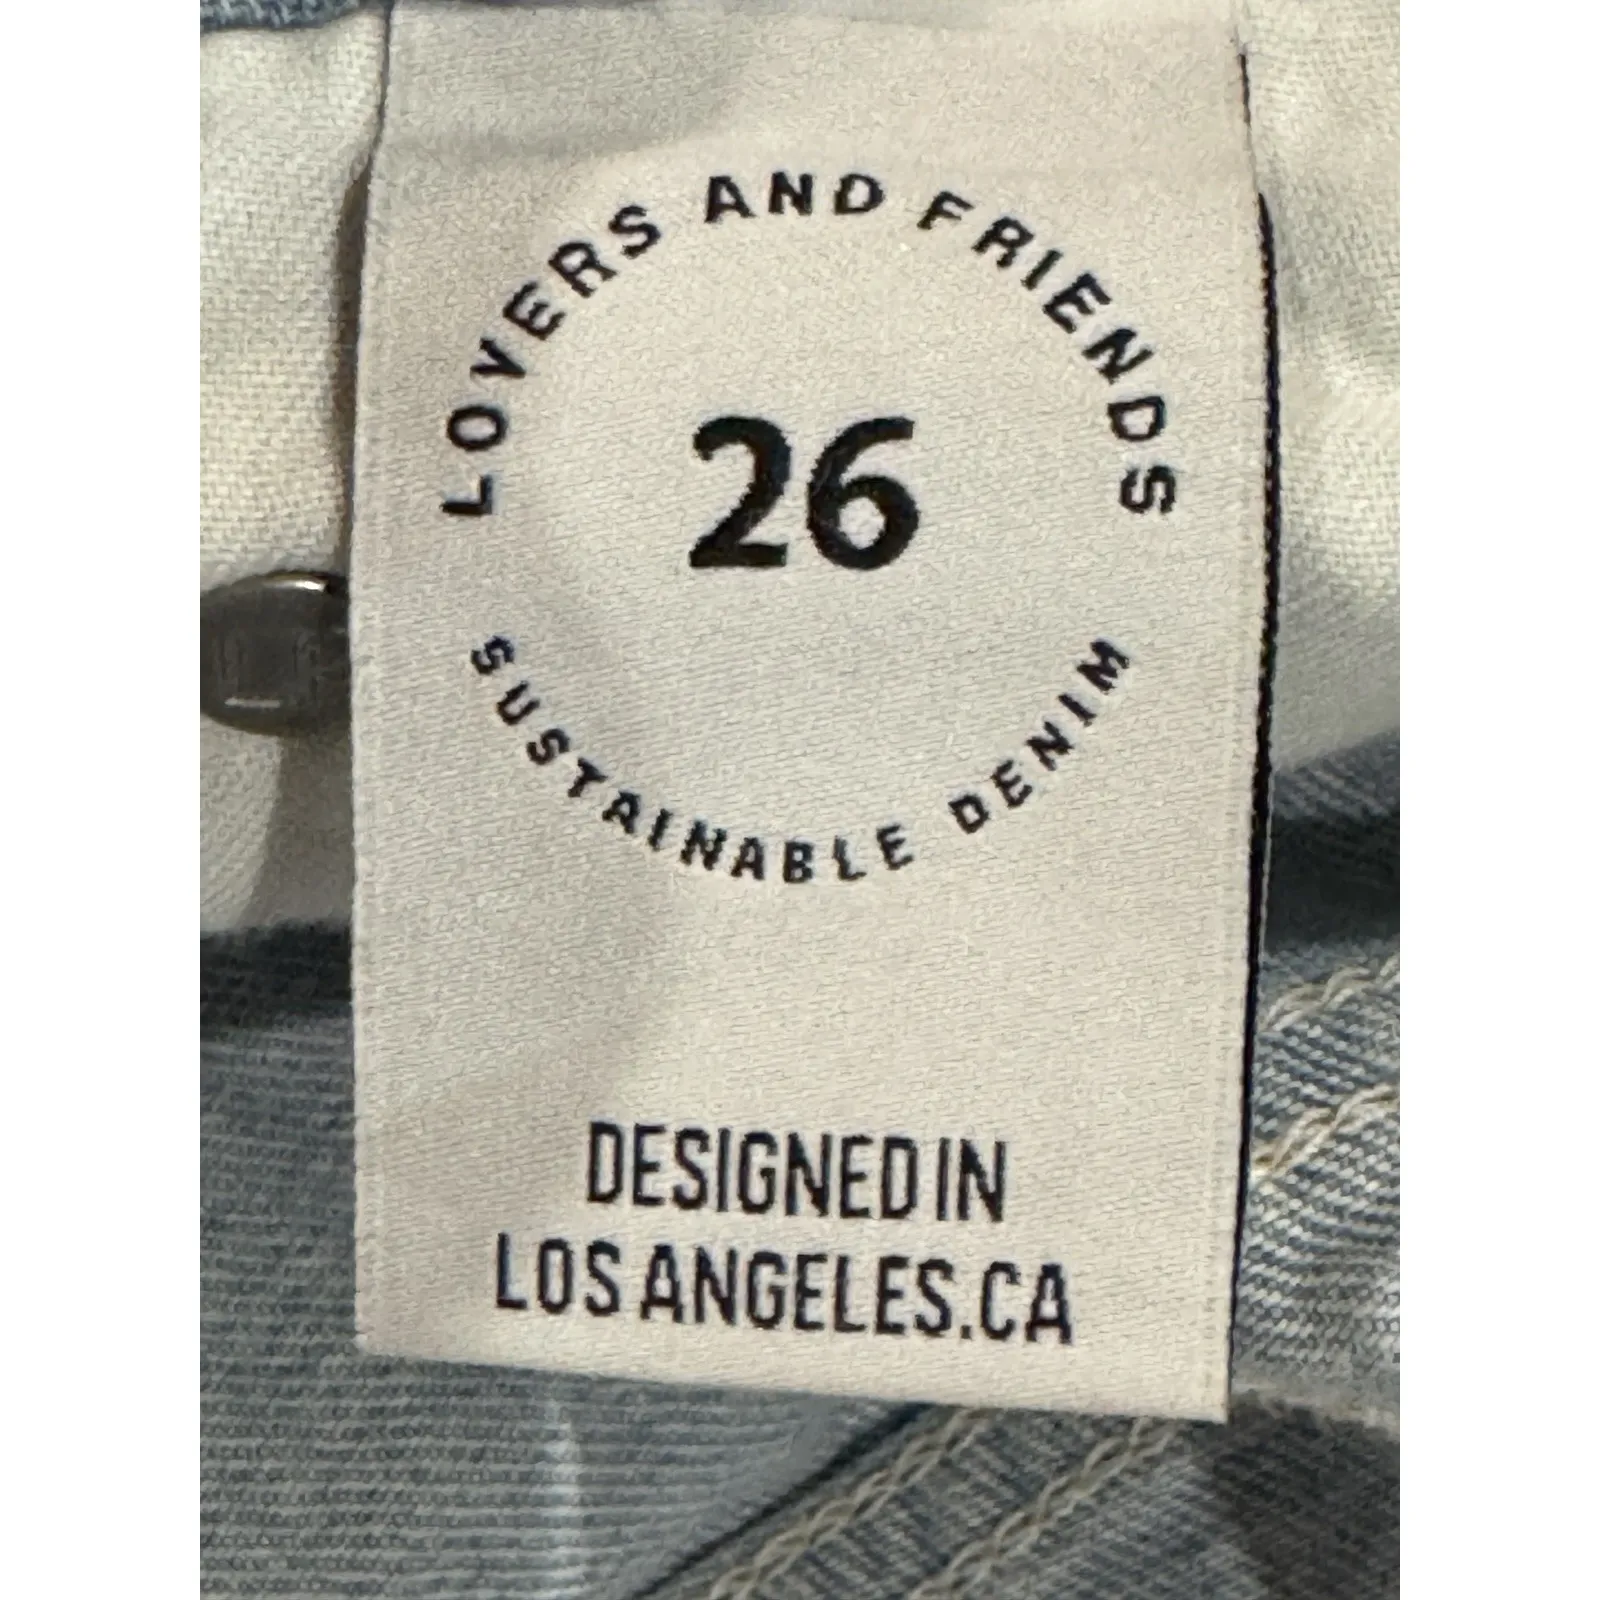 LOVERS AND FRIENDS
26
SUSTAINABLE DENIM
DESIGNED IN
LOS ANGELES.CA